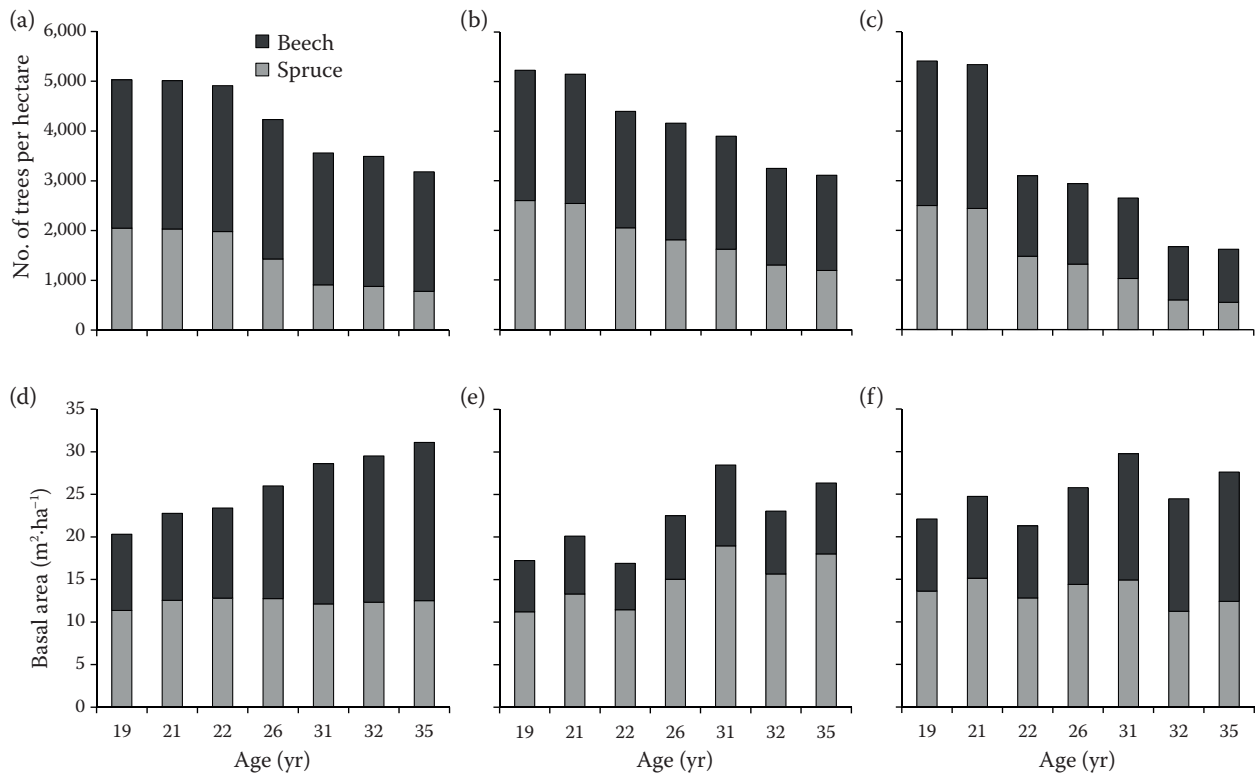 (a)
(b)
(c)
6,000
5,000
4,000
3,000
2,000
1,000
0
No. of trees per hectare
Beech
Spruce
(d)
(e)
(f)
35
30
25
20
15
10
5
0
Basal area (m²·ha⁻¹)
19 21 22 26 31 32 35
19 21 22 26 31 32 35
19 21 22 26 31 32 35
Age (yr)
Age (yr)
Age (yr)